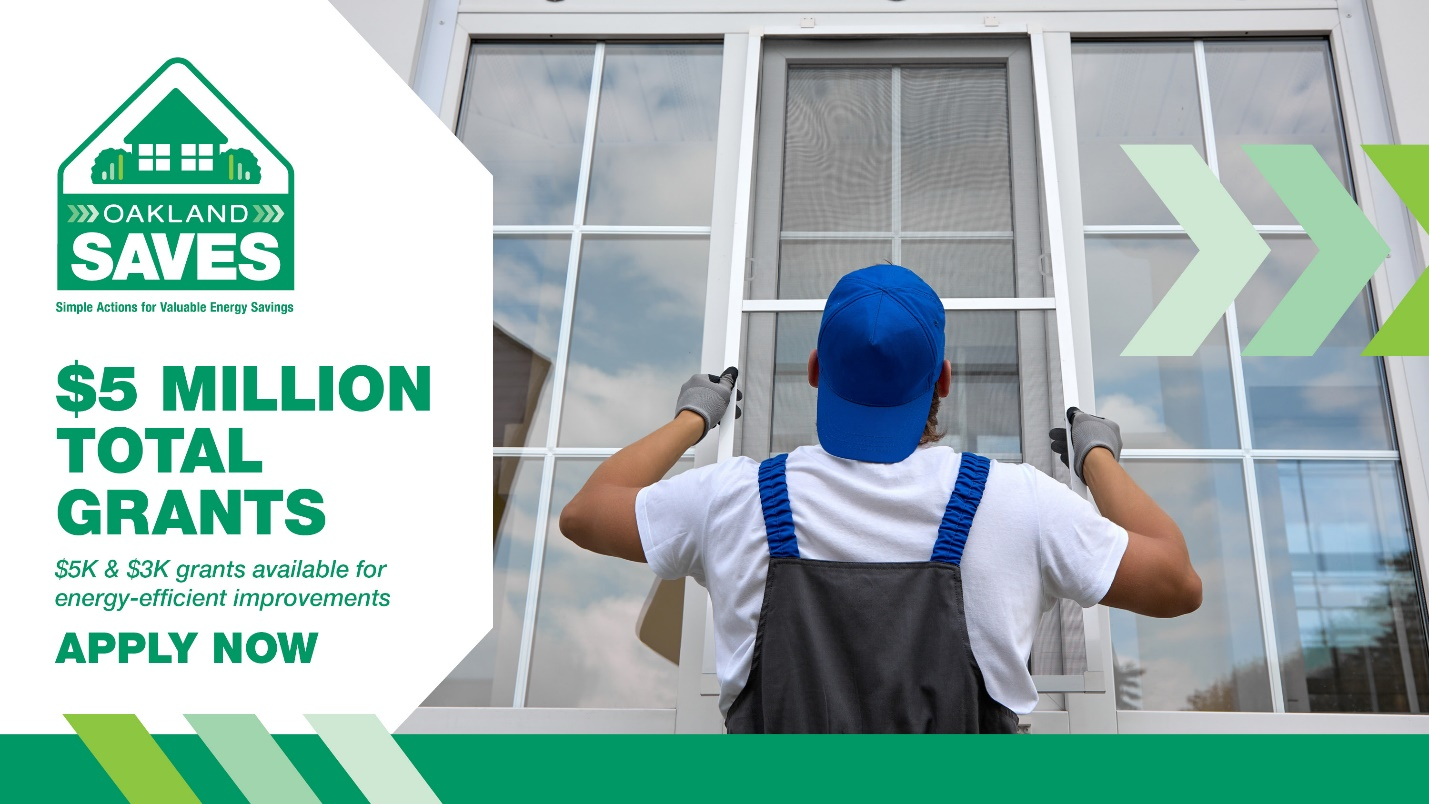 OAKLAND
SAVES
Simple Actions for Valuable Energy Savings
$5 MILLION
TOTAL
GRANTS
$5K & $3K grants available for
energy-efficient improvements
APPLY NOW